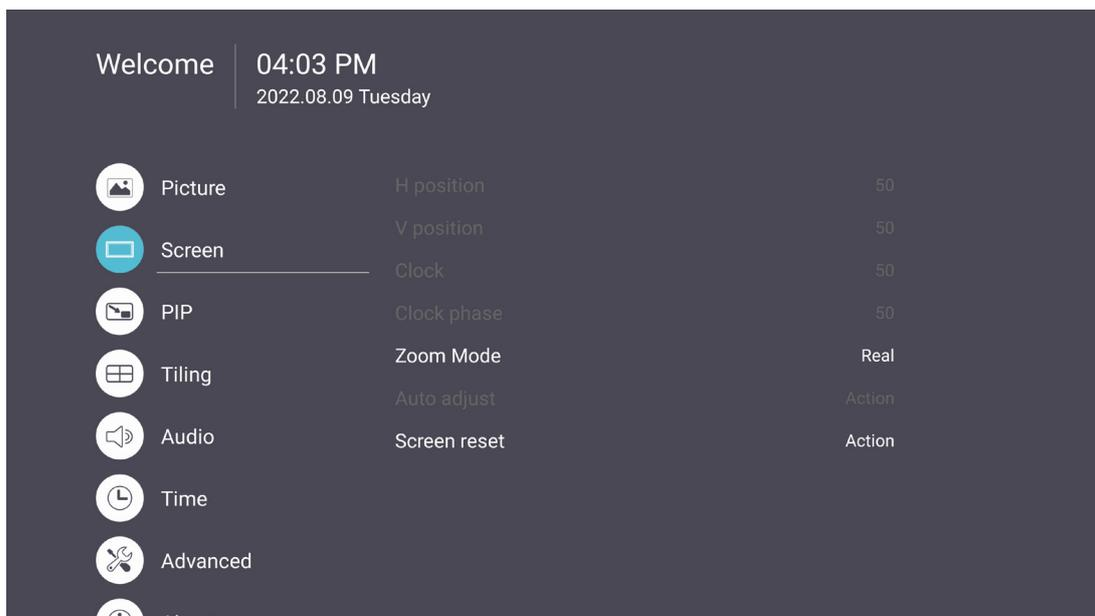 Welcome
04:03 PM
2022.08.09 Tuesday
Picture
Screen
PIP
Tiling
Audio
Time
Advanced
H position 50
V position 50
Clock 50
Clock phase 50
Zoom Mode Real
Auto adjust Action
Screen reset Action